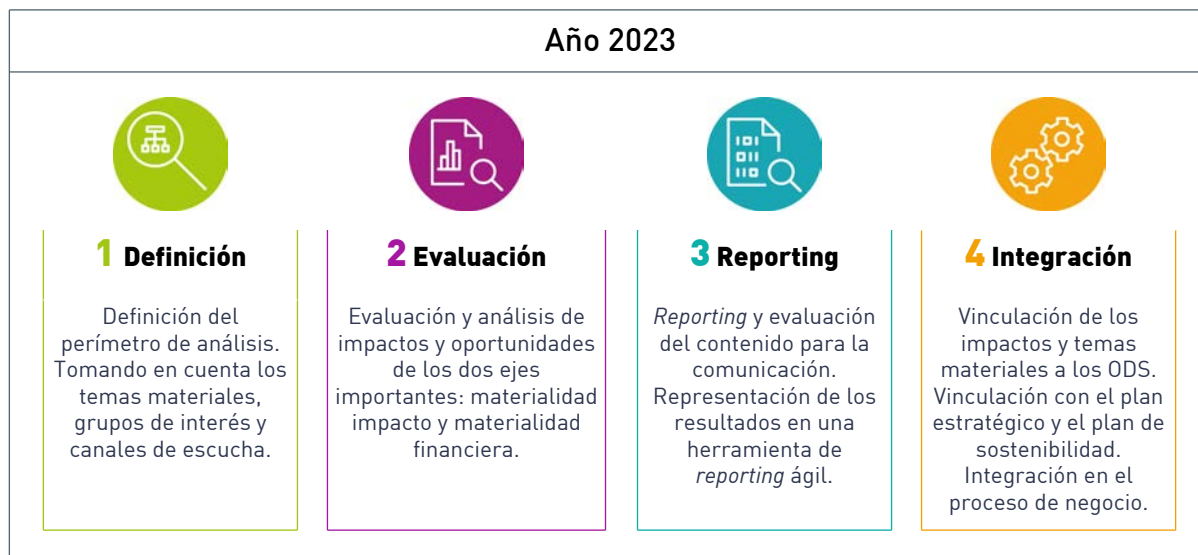 Año 2023
1 Definición
Definición del
perímetro de análisis.
Tomando en cuenta los
temas materiales,
grupos de interés y
canales de escucha.
2 Evaluación
Evaluación y análisis de
impactos y oportunidades
de los dos ejes
importantes: materialidad
impacto y materialidad
financiera.
3 Reporting
Reporting y evaluación
del contenido para la
comunicación.
Representación de los
resultados en una
herramienta de
reporting ágil.
4 Integración
Vinculación de los
impactos y temas
materiales a los ODS.
Vinculación con el plan
estratégico y el plan de
sostenibilidad.
Integración en el
proceso de negocio.